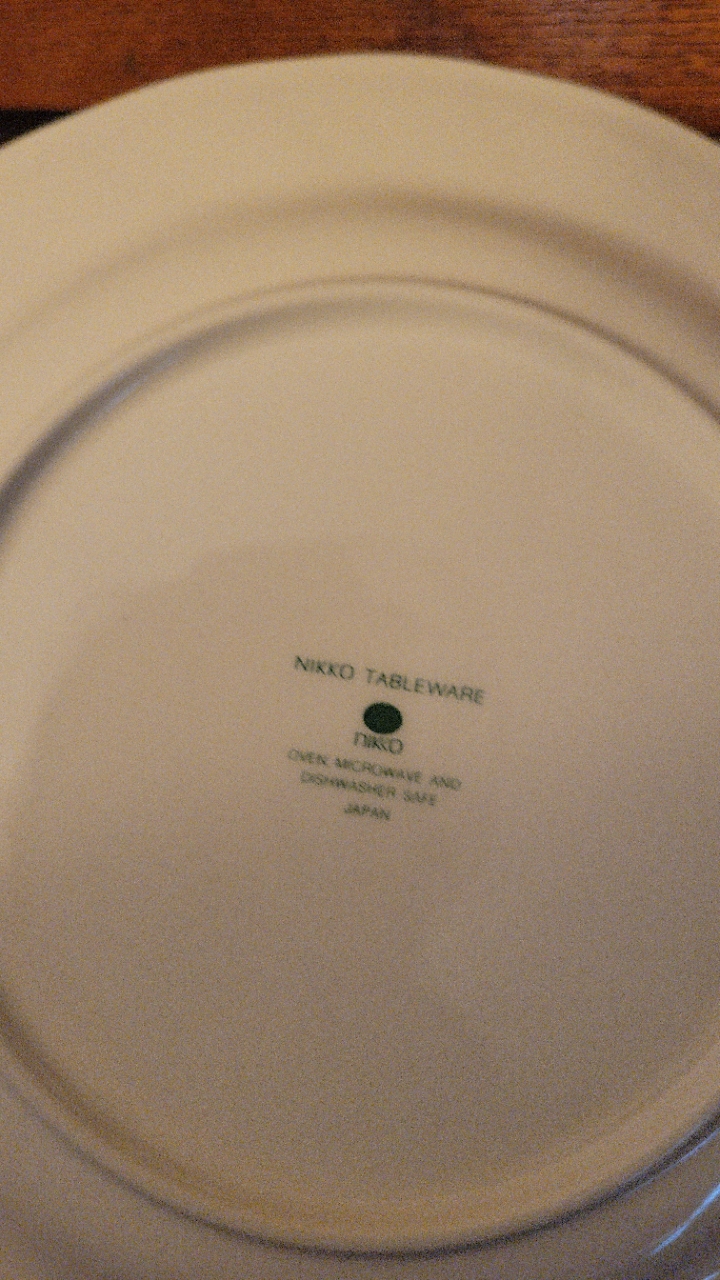 NIKKO TABLEWARE
nikko
OVEN, MICROWAVE AND
DISHWASHER SAFE
JAPAN